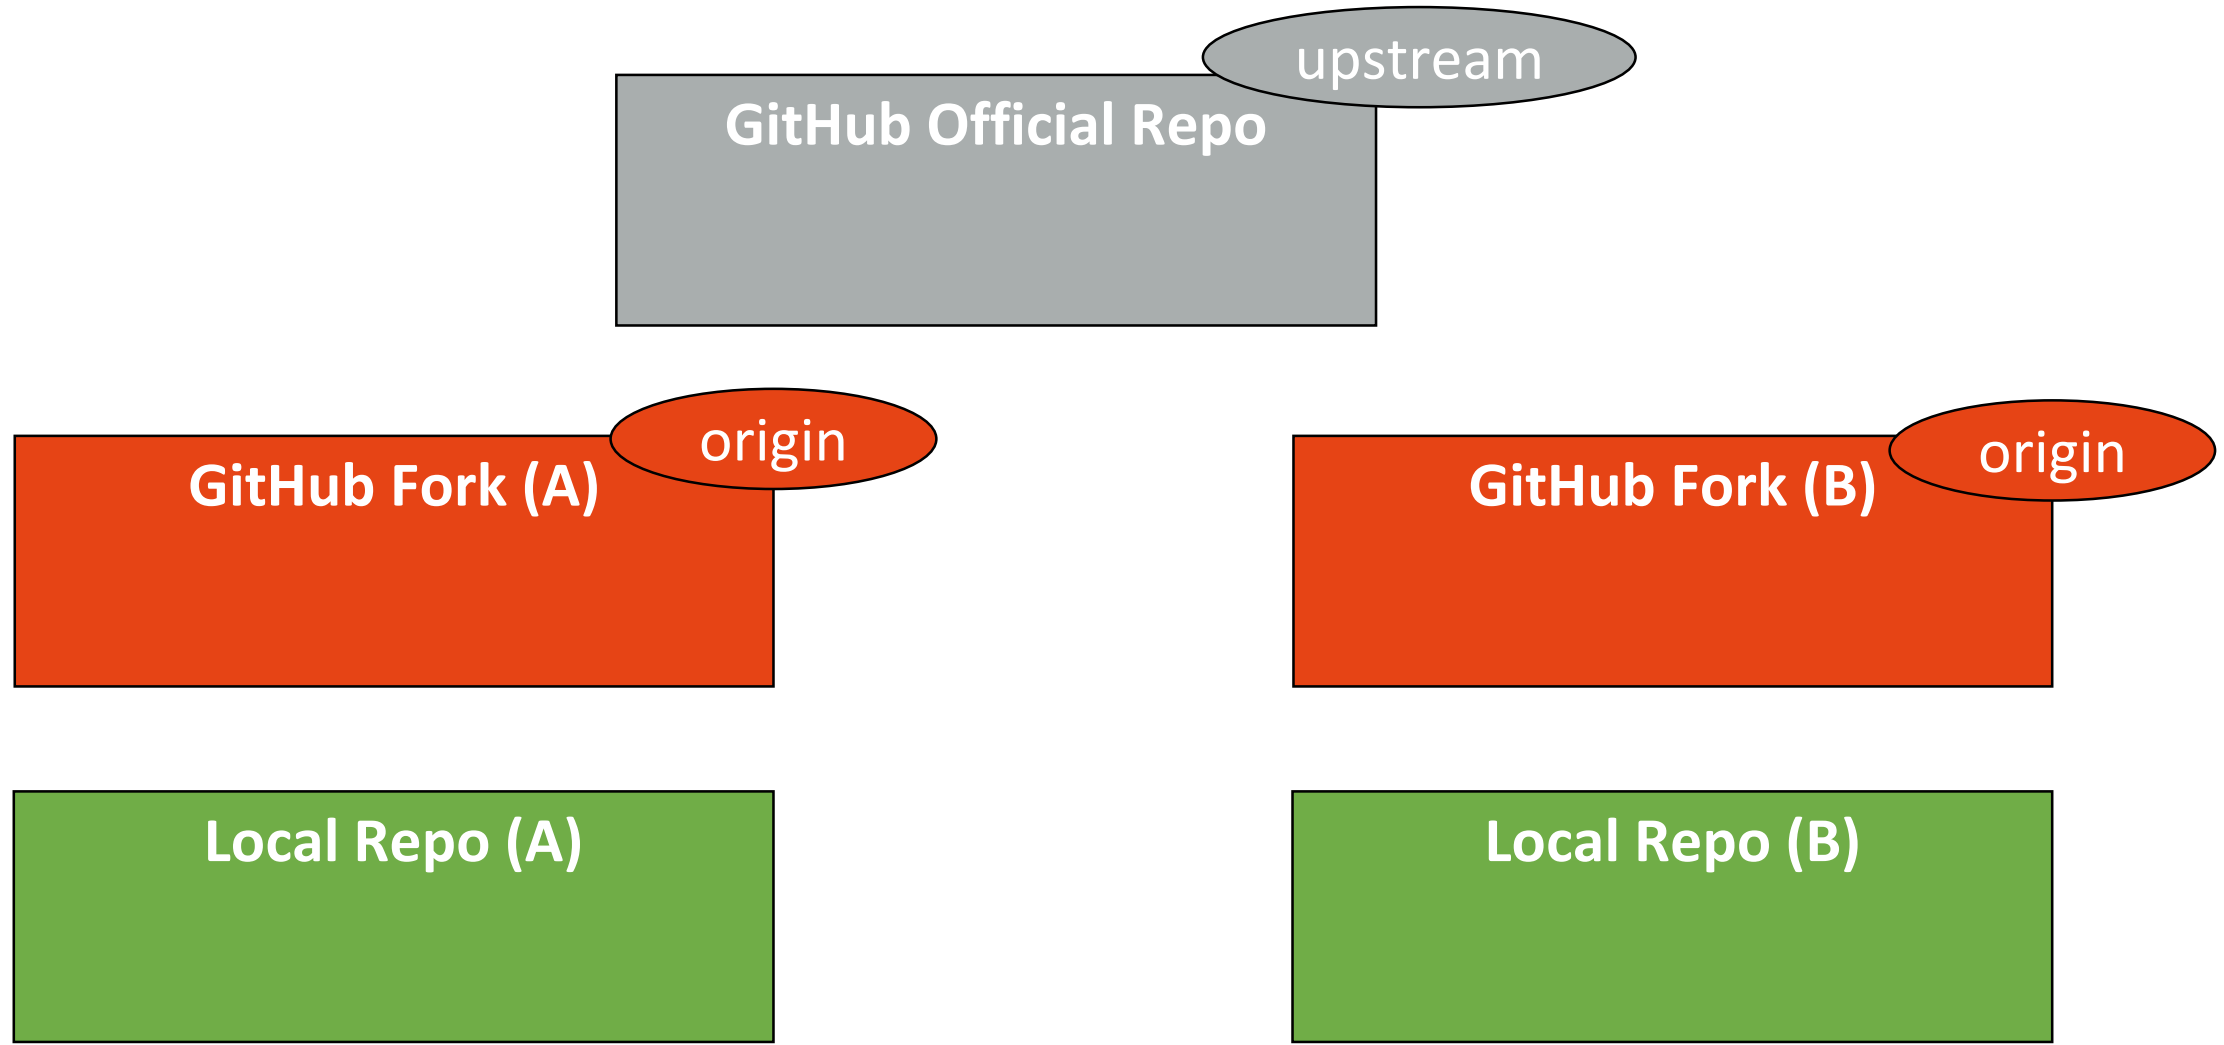 upstream
GitHub Official Repo
origin
GitHub Fork (A)
origin
GitHub Fork (B)
Local Repo (A)
Local Repo (B)